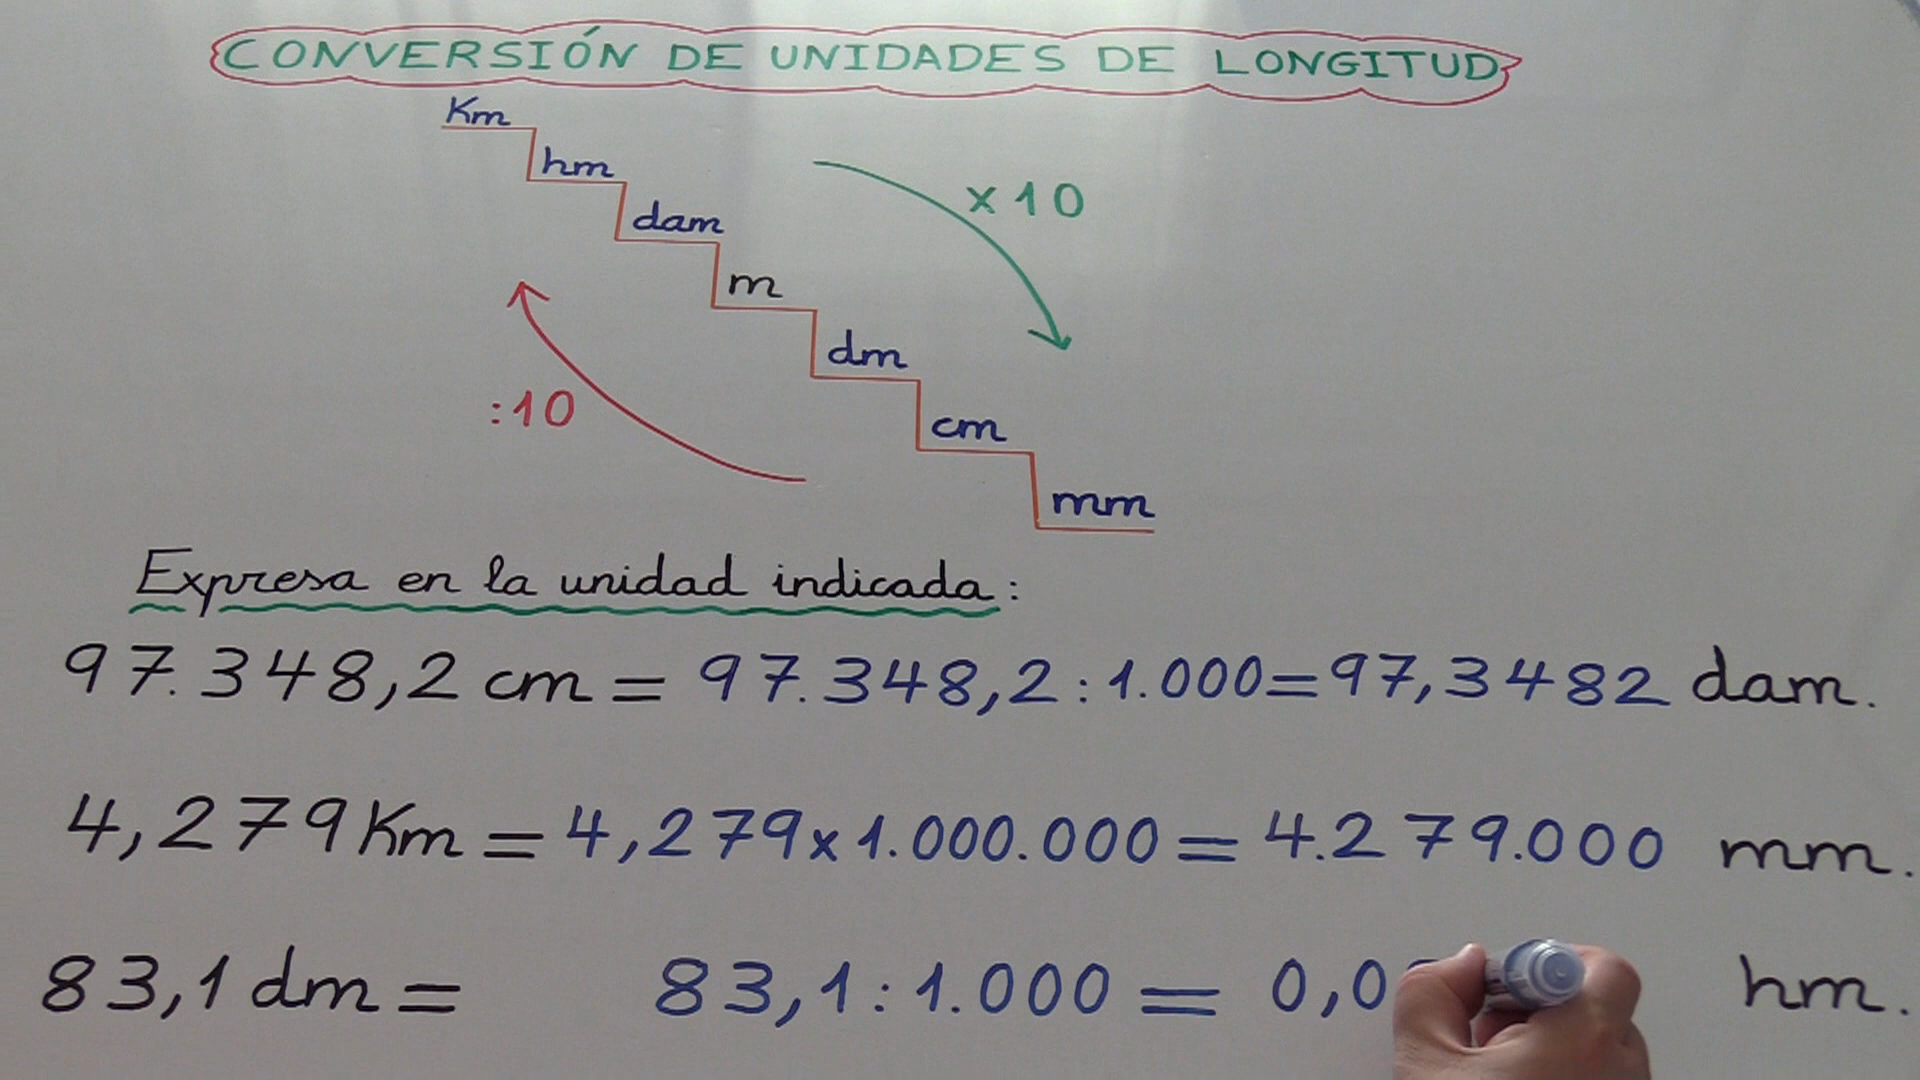 CONVERSIÓN DE UNIDADES DE LONGITUD
Km
hm
dam
m
dm
cm
mm
x 10
:10
Expresa en la unidad indicada:
97.348,2 cm = 97.348,2 : 1.000 = 97,3482 dam.
4,279 Km = 4,279 x 1.000.000 = 4.279.000 mm.
83,1 dm = 83,1 : 1.000 = 0,0 hm.